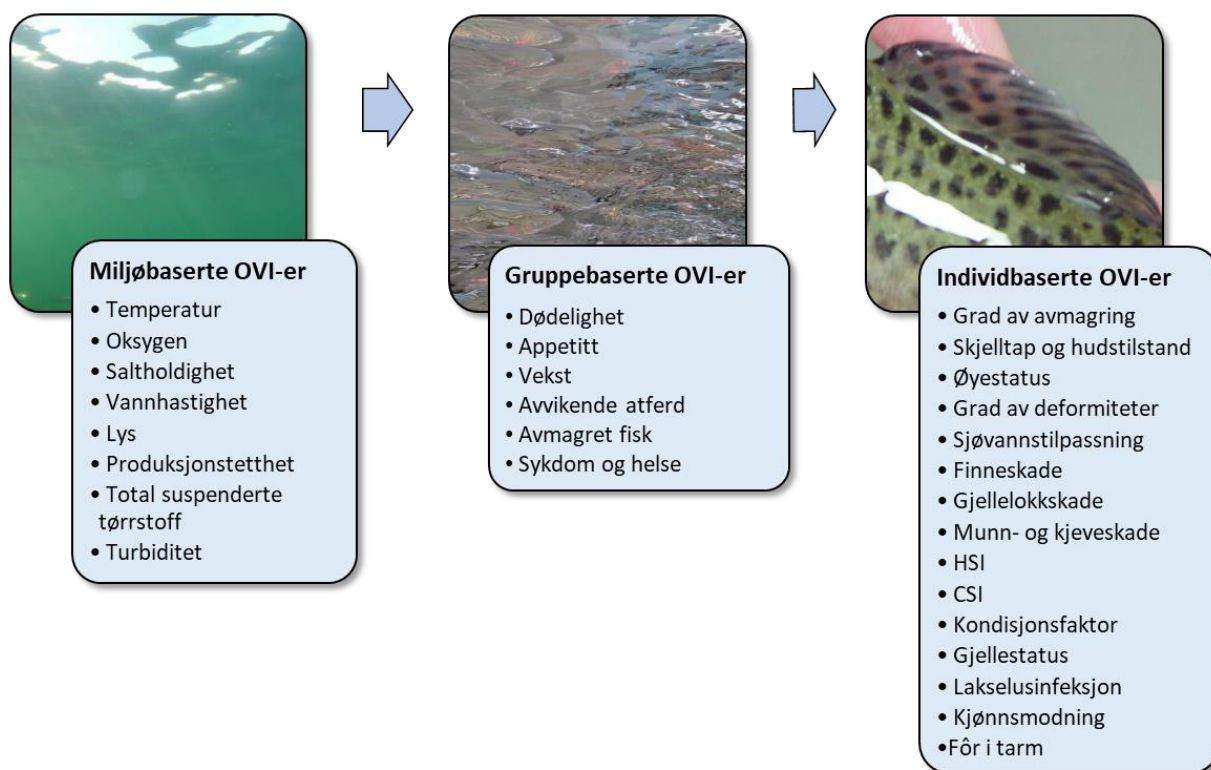 Miljøbaserte OVI-er
• Temperatur
• Oksygen
• Saltholdighet
• Vannhastighet
• Lys
• Produksjonstetthet
• Total suspenderte
tørrstoff
• Turbiditet
Gruppebaserte OVI-er
• Dødelighet
• Appetitt
• Vekst
• Avvikende atferd
• Avmagret fisk
• Sykdom og helse
Individbaserte OVI-er
• Grad av avmagring
• Skjelltap og hudstilstand
• Øyestatus
• Grad av deformiteter
• Sjøvannstilpassning
• Finneskade
• Gjellelokkskade
• Munn- og kjeveskade
• HSI
• CSI
• Kondisjonsfaktor
• Gjellestatus
• Lakselusinfeksjon
• Kjønnsmodning
•Fôr i tarm